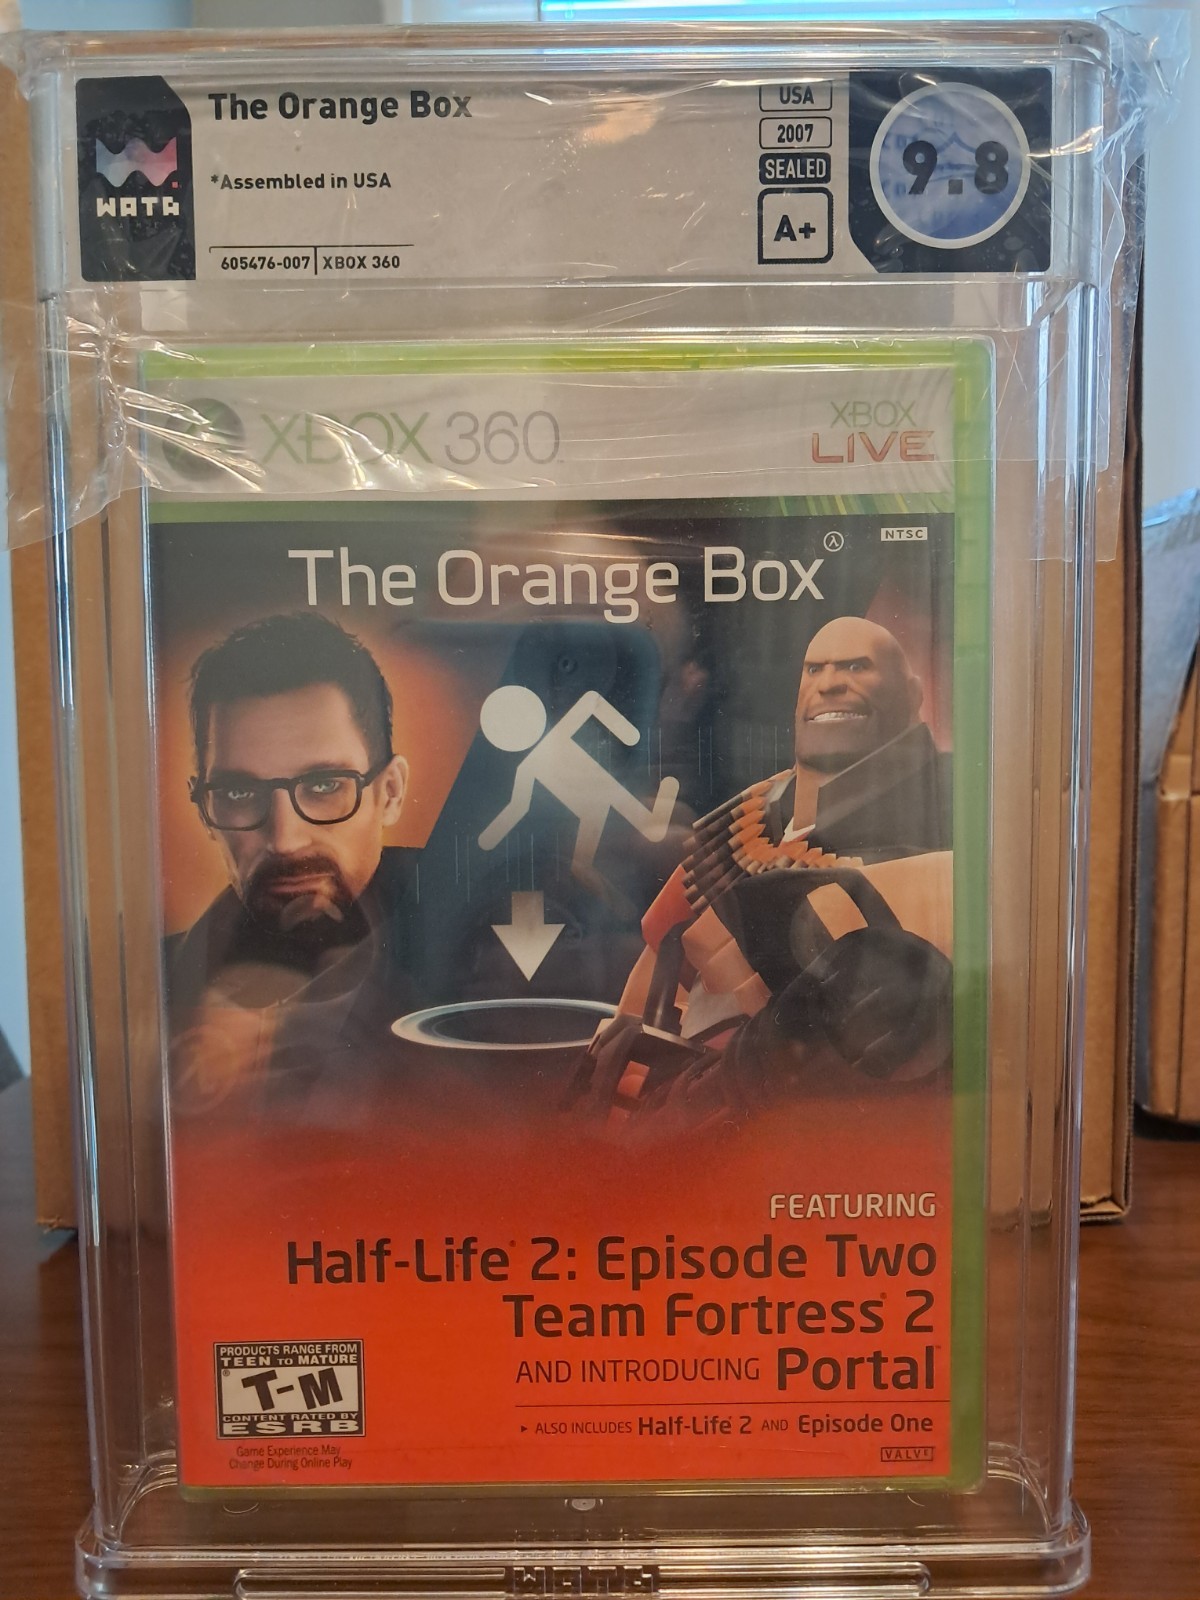 The Orange Box
*Assembled in USA
605476-007 XBOX 360
WATA
USA
2007
SEALED
A+
9.8
XBOX 360
XBOX
LIVE
NTSC
The Orange Box
FEATURING
Half-Life® 2: Episode Two
Team Fortress® 2
AND INTRODUCING Portal™
▸ ALSO INCLUDES Half-Life® 2 AND Episode One
VALVE
PRODUCTS RANGE FROM
TEEN TO MATURE
T-M
CONTENT RATED BY
ESRB
Game Experience May
Change During Online Play
WATA